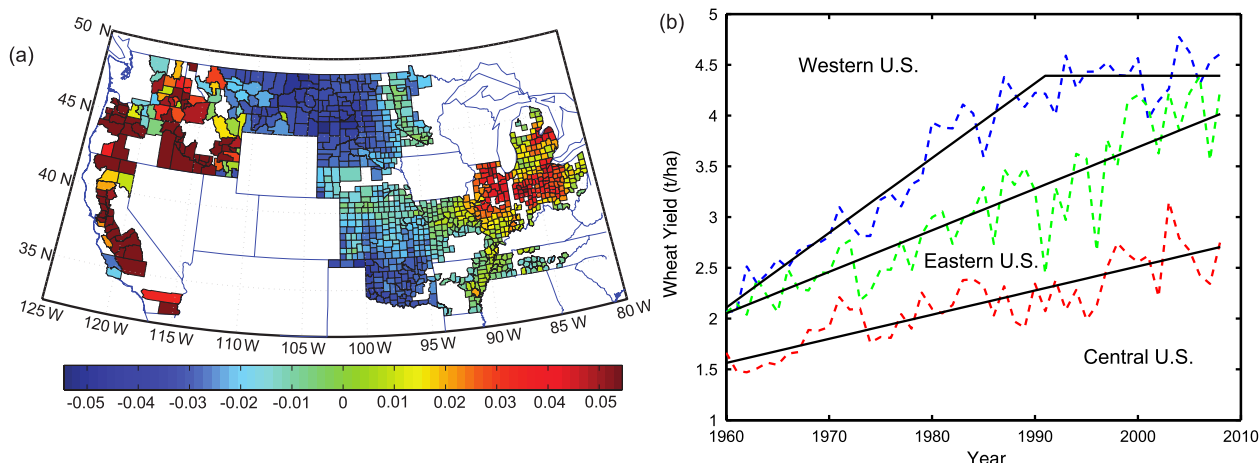 (a)
50 N
45 N
40 N
35 N
125 W
120 W
115 W
110 W
105 W
100 W
95 W
90 W
85 W
80 W
-0.05 -0.04 -0.03 -0.02 -0.01 0 0.01 0.02 0.03 0.04 0.05
(b)
5
4.5
4
3.5
3
2.5
2
1.5
1
Wheat Yield (t/ha)
Western U.S.
Eastern U.S.
Central U.S.
1960 1970 1980 1990 2000 2010
Year